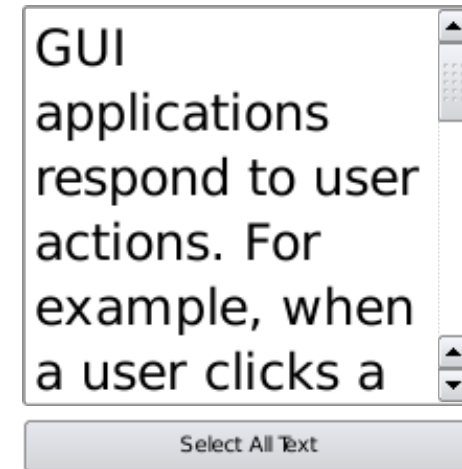 GUI
applications
respond to user
actions. For
example, when
a user clicks a
Select All Text